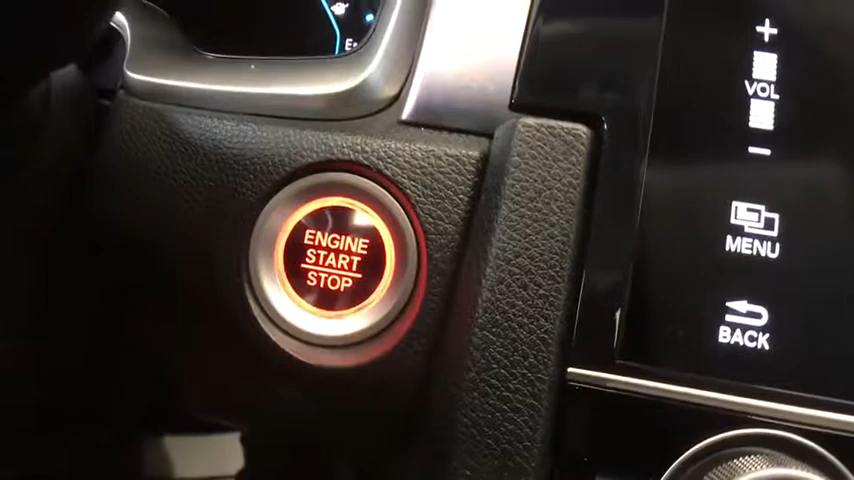 E
+
VOL
−
ENGINE
START
STOP
MENU
BACK